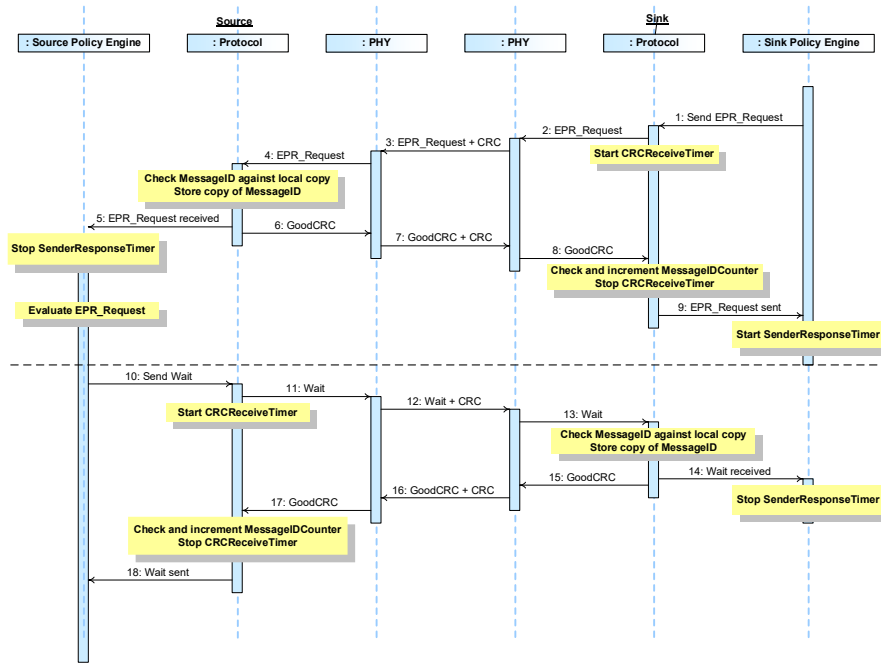 Source
Sink
: Source Policy Engine
: Protocol
: PHY
: PHY
: Protocol
: Sink Policy Engine
1: Send EPR_Request
2: EPR_Request
3: EPR_Request + CRC
Start CRCReceiveTimer
4: EPR_Request
Check MessageID against local copy
Store copy of MessageID
5: EPR_Request received
6: GoodCRC
7: GoodCRC + CRC
Stop SenderResponseTimer
8: GoodCRC
Check and increment MessageIDCounter
Stop CRCReceiveTimer
Evaluate EPR_Request
9: EPR_Request sent
Start SenderResponseTimer
10: Send Wait
11: Wait
Start CRCReceiveTimer
12: Wait + CRC
13: Wait
Check MessageID against local copy
Store copy of MessageID
14: Wait received
15: GoodCRC
16: GoodCRC + CRC
Stop SenderResponseTimer
17: GoodCRC
Check and increment MessageIDCounter
Stop CRCReceiveTimer
18: Wait sent